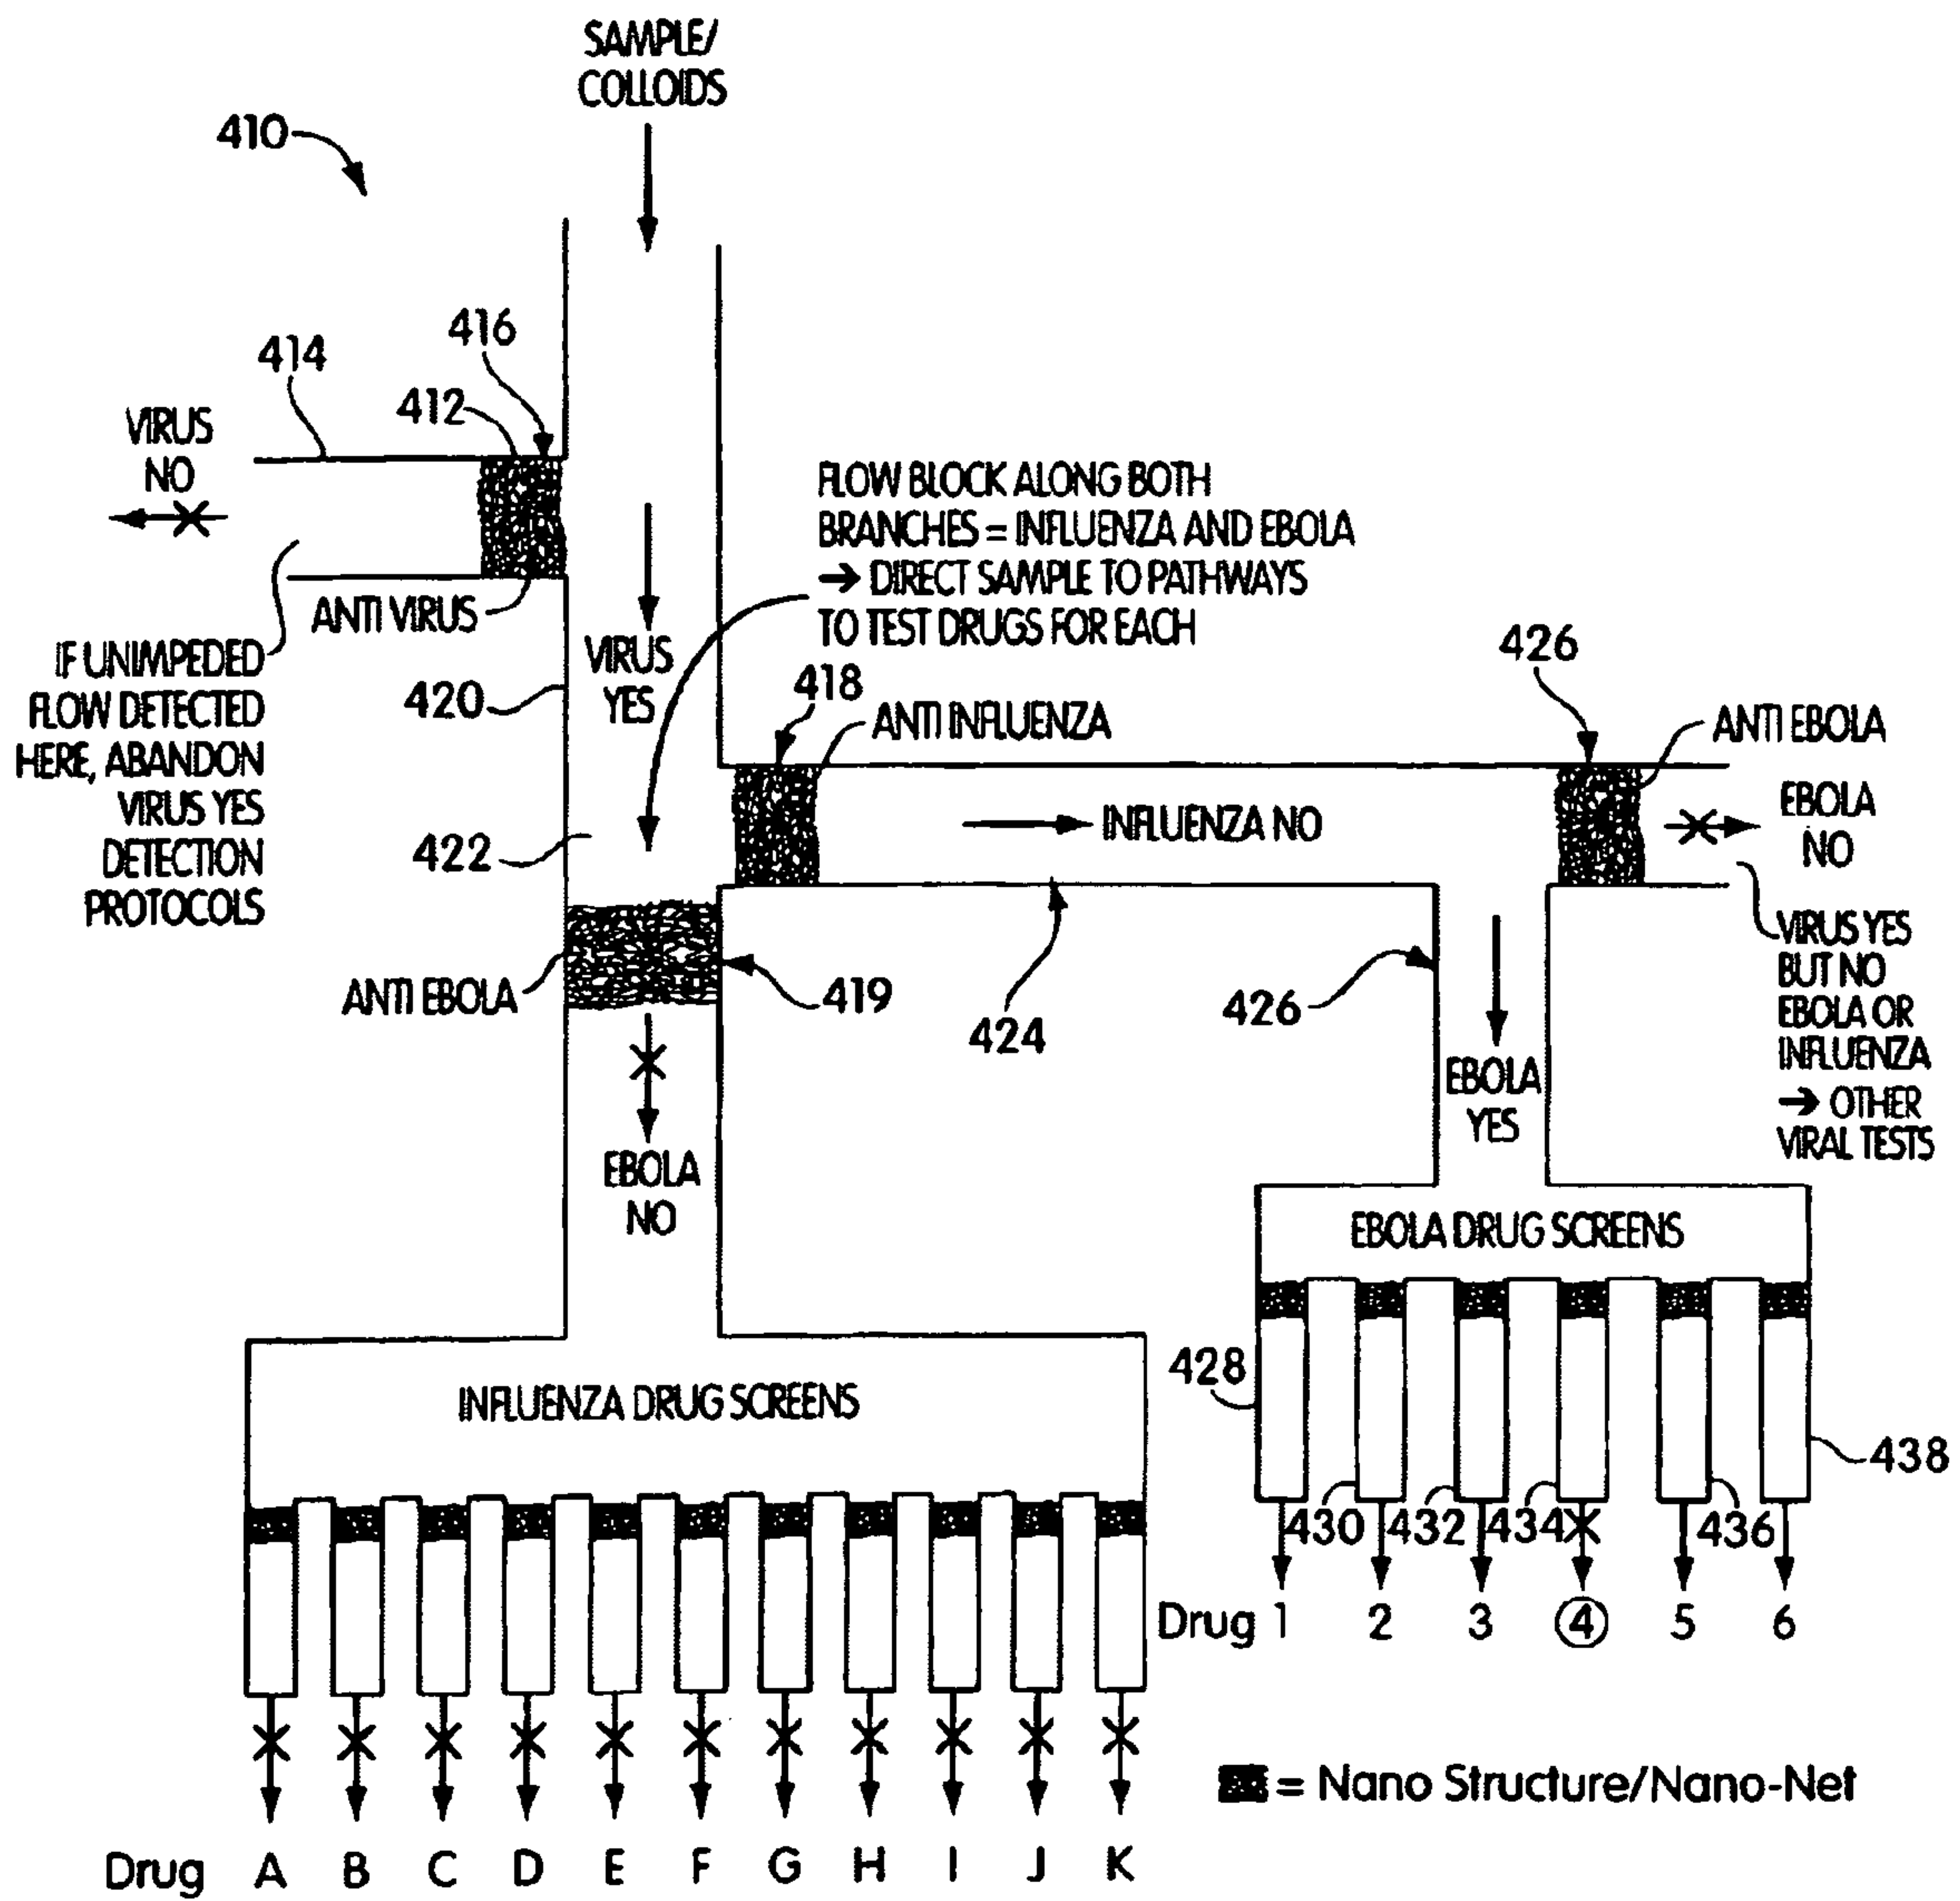 SAMPLE/
COLLOIDS
410
416
414
412
VIRUS
NO
ANTI VIRUS
IF UNIMPEDED
FLOW DETECTED
HERE, ABANDON
VIRUS YES
DETECTION
PROTOCOLS
FLOW BLOCK ALONG BOTH
BRANCHES = INFLUENZA AND EBOLA
→ DIRECT SAMPLE TO PATHWAYS
TO TEST DRUGS FOR EACH
VIRUS
YES
420
418
ANTI INFLUENZA
426
ANTI EBOLA
INFLUENZA NO
EBOLA
NO
422
VIRUS YES
BUT NO
EBOLA OR
INFLUENZA
→ OTHER
VIRAL TESTS
ANTI EBOLA
419
424
426
EBOLA
YES
EBOLA
NO
EBOLA DRUG SCREENS
428
438
430
432
434
436
Drug 1 2 3 4 5 6
INFLUENZA DRUG SCREENS
= Nano Structure/Nano-Net
Drug A B C D E F G H I J K